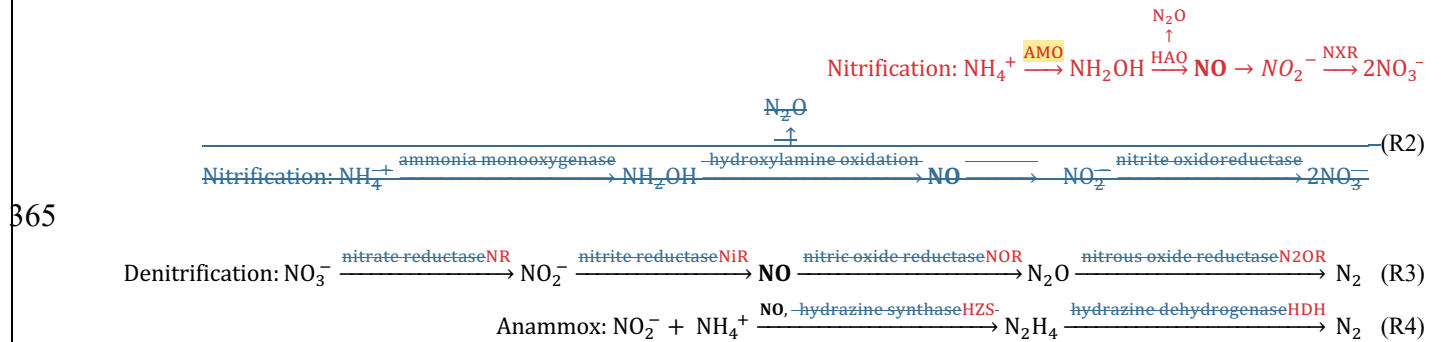 N₂O
↑
Nitrification: NH₄⁺ AMO→ NH₂OH HAO→ NO → NO₂⁻ NXR→ 2NO₃⁻
N₂O
↑
(R2)
Nitrification: NH₄⁺ ammonia monooxygenase→ NH₂OH hydroxylamine oxidation→ NO → NO₂⁻ nitrite oxidoreductase→ 2NO₃⁻
365
Denitrification: NO₃⁻ nitrate reductaseNR→ NO₂⁻ nitrite reductaseNiR→ NO nitric oxide reductaseNOR→ N₂O nitrous oxide reductaseN2OR→ N₂ (R3)
Anammox: NO₂⁻ + NH₄⁺ NO, hydrazine synthaseHZS→ N₂H₄ hydrazine dehydrogenaseHDH→ N₂ (R4)